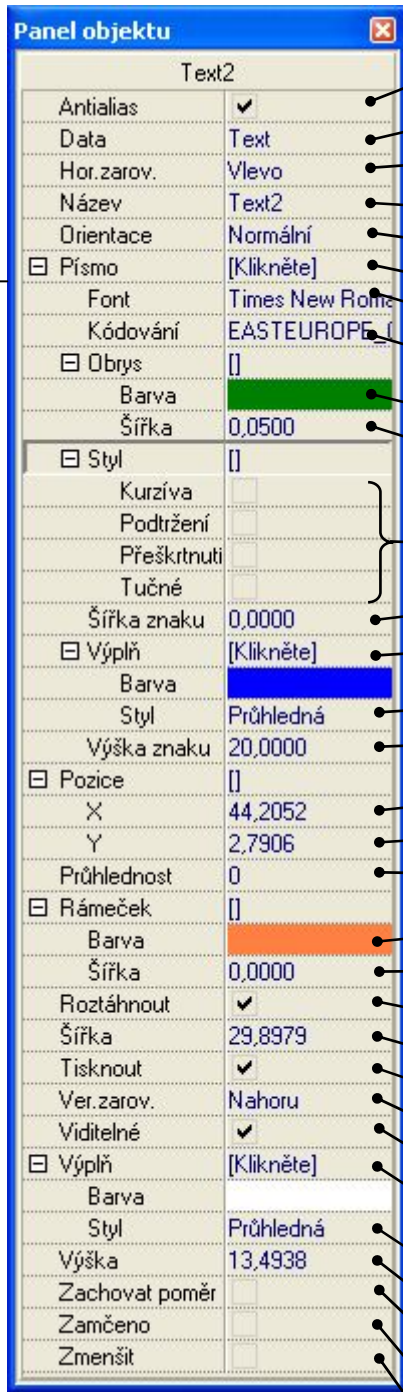 Panel objektu
Text2
Antialias
Data Text
Hor.zarov. Vlevo
Název Text2
Orientace Normální
Písmo [Klikněte]
Font Times New Roma
Kódování EASTEUROPE_
Obrys []
Barva
Šířka 0,0500
Styl []
Kurzíva
Podtržení
Přeškrtnuti
Tučné
Šířka znaku 0,0000
Výplň [Klikněte]
Barva
Styl Průhledná
Výška znaku 20,0000
Pozice []
X 44,2052
Y 2,7906
Průhlednost 0
Rámeček []
Barva
Šířka 0,0000
Roztáhnout
Šířka 29,8979
Tisknout
Ver.zarov. Nahoru
Viditelné
Výplň [Klikněte]
Barva
Styl Průhledná
Výška 13,4938
Zachovat poměr
Zamčeno
Zmenšit